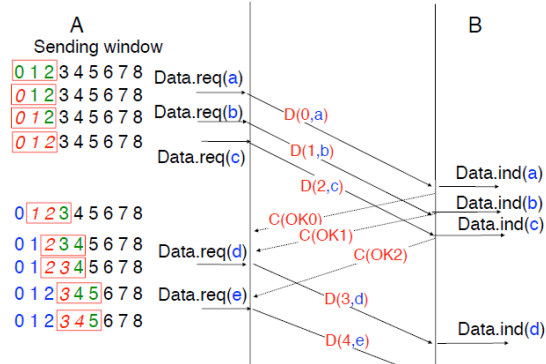 A
B
Sending window
0 1 2 3 4 5 6 7 8
Data.req(a)
0 1 2 3 4 5 6 7 8
D(0,a)
Data.req(b)
0 1 2 3 4 5 6 7 8
D(1,b)
0 1 2 3 4 5 6 7 8
Data.req(c)
Data.ind(a)
D(2,c)
Data.ind(b)
0 1 2 3 4 5 6 7 8
C(OK0)
Data.ind(c)
C(OK1)
0 1 2 3 4 5 6 7 8
Data.req(d)
C(OK2)
0 1 2 3 4 5 6 7 8
0 1 2 3 4 5 6 7 8
Data.req(e)
D(3,d)
0 1 2 3 4 5 6 7 8
Data.ind(d)
D(4,e)